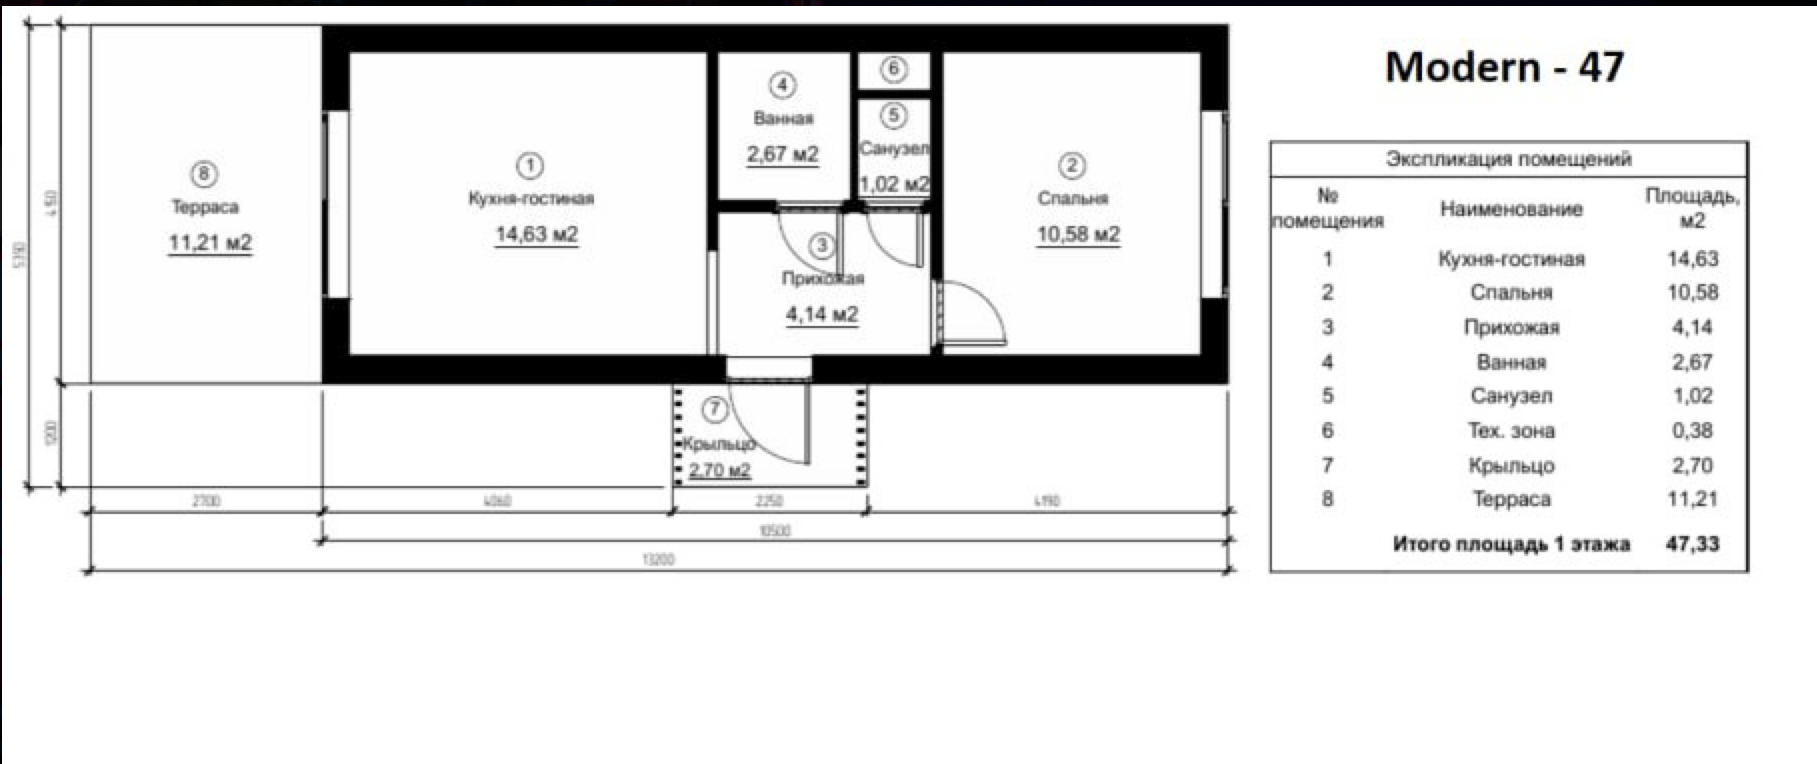 Modern - 47
8
Терраса
11,21 м2
1
Кухня-гостиная
14,63 м2
4
Ванная
2,67 м2
6
5
Санузел
1,02 м2
3
Прихожая
4,14 м2
2
Спальня
10,58 м2
7
Крыльцо
2,70 м2
1200
2700
2250
4190
10500
13200
Экспликация помещений
№ помещения
Наименование
Площадь, м2
1 Кухня-гостиная 14,63
2 Спальня 10,58
3 Прихожая 4,14
4 Ванная 2,67
5 Санузел 1,02
6 Тех. зона 0,38
7 Крыльцо 2,70
8 Терраса 11,21
Итого площадь 1 этажа 47,33